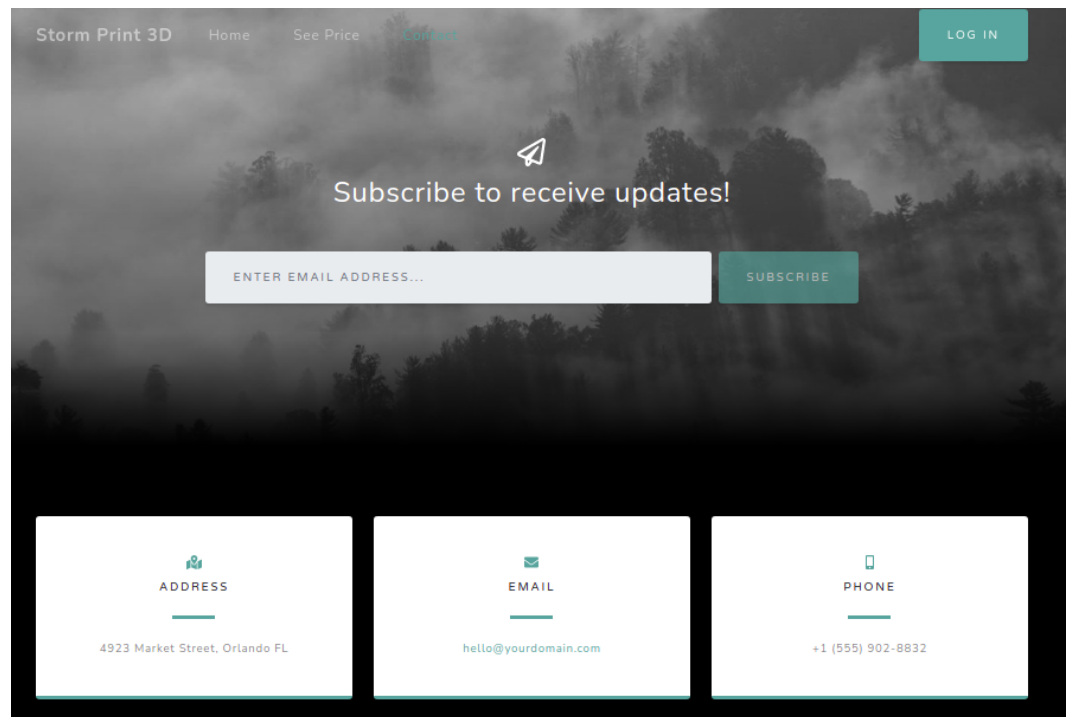 Storm Print 3D Home See Price Contact LOG IN
Subscribe to receive updates!
ENTER EMAIL ADDRESS... SUBSCRIBE
ADDRESS EMAIL PHONE
4923 Market Street, Orlando FL hello@yourdomain.com +1 (555) 902-8832